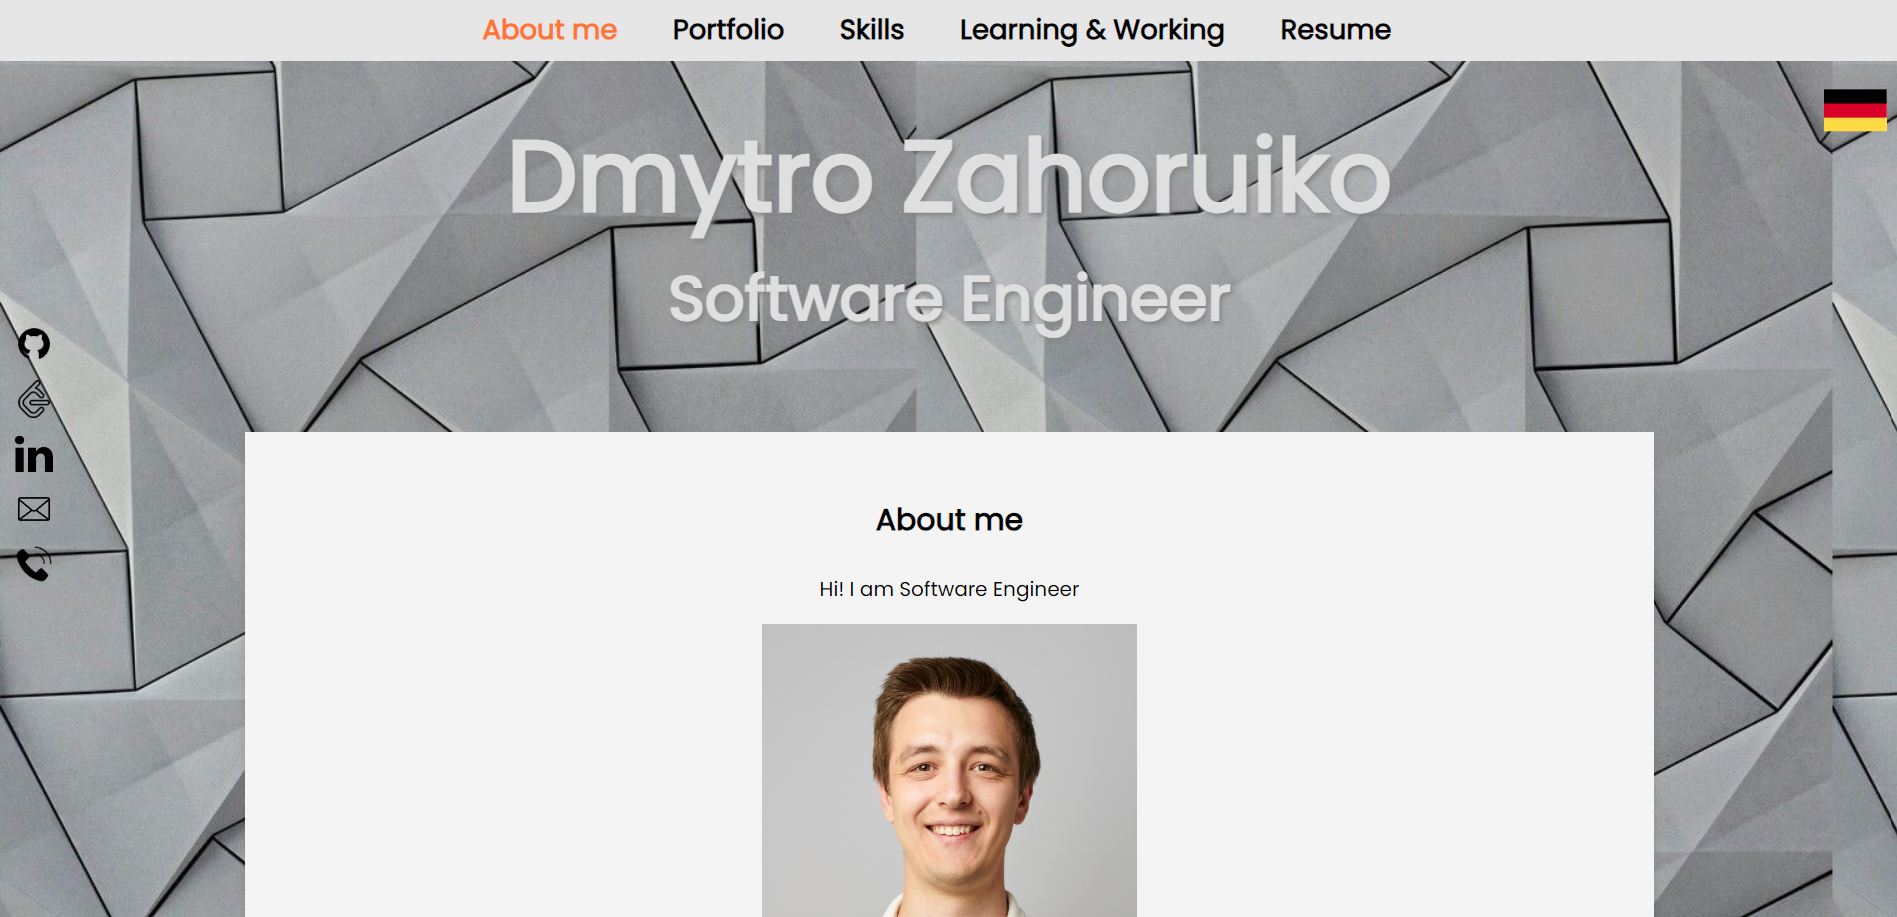 About me Portfolio Skills Learning & Working Resume
Dmytro Zahoruiko
Software Engineer
in
About me
Hi! I am Software Engineer